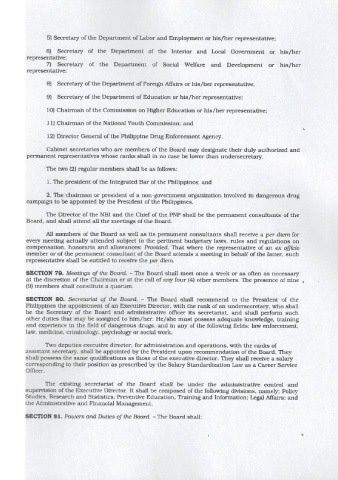 5) Secretary of the Department of Labor and Employment or his/her representative;
6) Secretary of the Department of the Interior and Local Government or his/her
representative;
7) Secretary of the Department of Social Welfare and Development or his/her
representative;
8) Secretary of the Department of Foreign Affairs or his/her representative;
9) Secretary of the Department of Education or his/her representative;
10) Chairman of the Commission on Higher Education or his/her representative;
11) Chairman of the National Youth Commission; and
12) Director General of the Philippine Drug Enforcement Agency.
Cabinet secretaries who are members of the Board may designate their duly authorized and
permanent representatives whose ranks shall in no case be lower than undersecretary.
The two (2) regular members shall be as follows:
1. The president of the Integrated Bar of the Philippines; and
2. The chairman or president of a non-government organization involved in dangerous drug
campaign to be appointed by the President of the Philippines.
The Director of the NBI and the Chief of the PNP shall be the permanent consultants of the
Board, and shall attend all the meetings of the Board.
All members of the Board as well as its permanent consultants shall receive a per diem for
every meeting actually attended subject to the pertinent budgetary laws, rules and regulations on
compensation, honoraria and allowances: Provided, That where the representative of an ex officio
member or of the permanent consultant of the Board attends a meeting in behalf of the latter, such
representative shall be entitled to receive the per diem.
SECTION 79. Meetings of the Board. – The Board shall meet once a week or as often as necessary
at the discretion of the Chairman or at the call of any four (4) other members. The presence of nine
(9) members shall constitute a quorum.
SECTION 80. Secretariat of the Board. – The Board shall recommend to the President of the
Philippines the appointment of an Executive Director, with the rank of an undersecretary, who shall
be the Secretary of the Board and administrative officer its secretariat, and shall perform such
other duties that may be assigned to him/her. He/she must possess adequate knowledge, training
and experience in the field of dangerous drugs, and in any of the following fields: law enforcement,
law, medicine, criminology, psychology or social work.
Two deputies executive director, for administration and operations, with the ranks of
assistant secretary, shall be appointed by the President upon recommendation of the Board. They
shall possess the same qualifications as those of the executive director. They shall receive a salary
corresponding to their position as prescribed by the Salary Standardization Law as a Career Service
Officer.
The existing secretariat of the Board shall be under the administrative control and
supervision of the Executive Director. It shall be composed of the following divisions, namely: Policy
Studies, Research and Statistics; Preventive Education, Training and Information; Legal Affairs; and
the Administrative and Financial Management.
SECTION 81. Powers and Duties of the Board. – The Board shall: